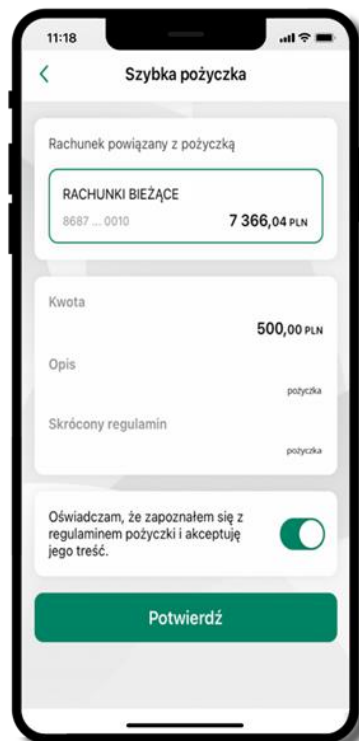 11:18
Szybka pożyczka
Rachunek powiązany z pożyczką
RACHUNKI BIEŻĄCE
8687 ... 0010
7 366,04 PLN
Kwota
500,00 PLN
Opis
pożyczka
Skrócony regulamin
pożyczka
Oświadczam, że zapoznałem się z
regulaminem pożyczki i akceptuję
jego treść.
Potwierdź